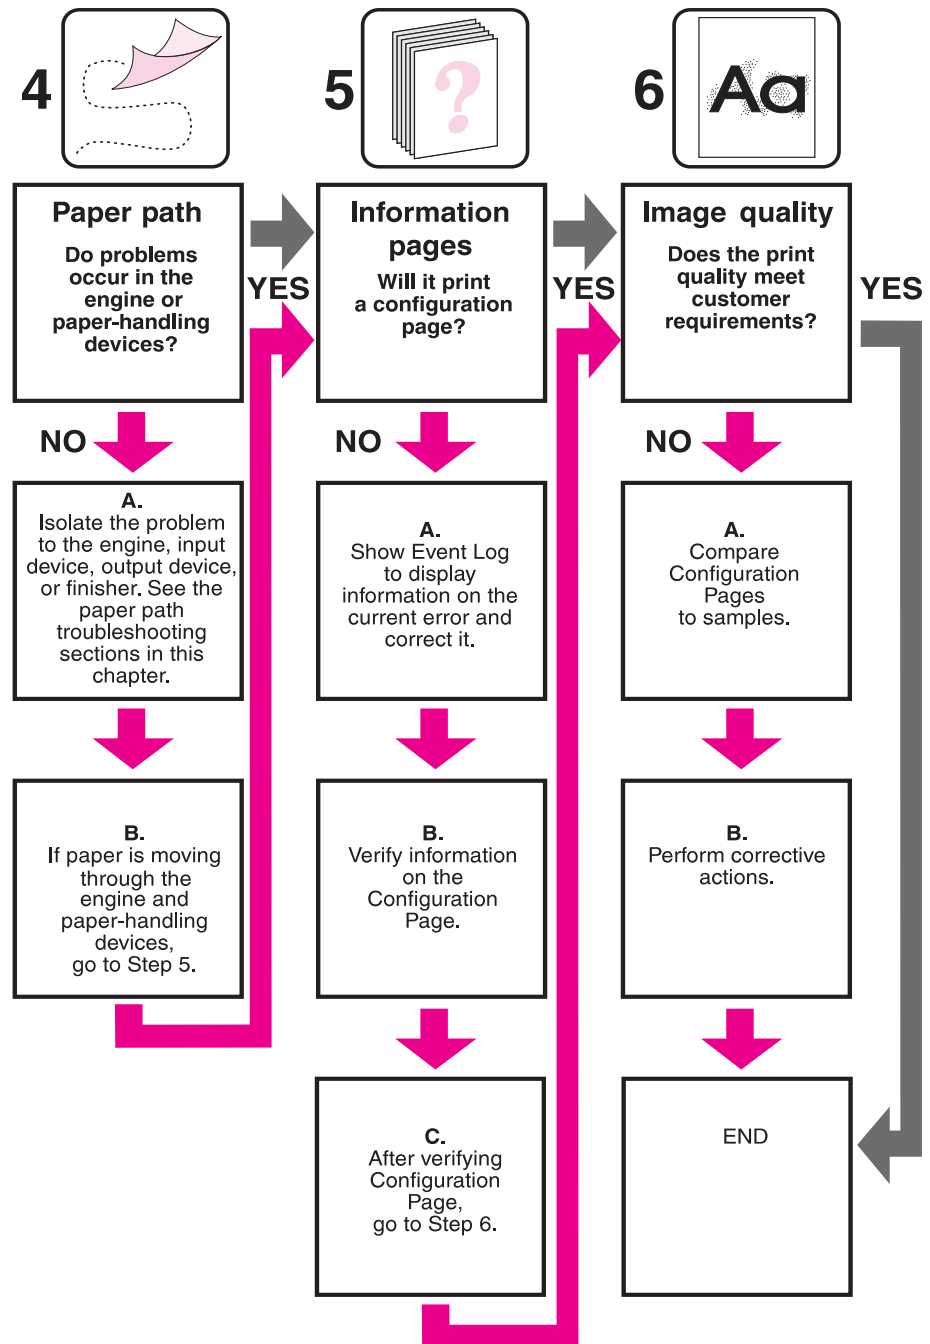 4
Paper path
Do problems
occur in the
engine or
paper-handling
devices?
YES
NO
A.
Isolate the problem
to the engine, input
device, output device,
or finisher. See the
paper path
troubleshooting
sections in this
chapter.
B.
If paper is moving
through the
engine and
paper-handling
devices,
go to Step 5.
5
?
Information
pages
Will it print
a configuration
page?
YES
NO
A.
Show Event Log
to display
information on the
current error and
correct it.
B.
Verify information
on the
Configuration
Page.
C.
After verifying
Configuration
Page,
go to Step 6.
6
Aa
Image quality
Does the print
quality meet
customer
requirements?
YES
NO
A.
Compare
Configuration
Pages
to samples.
B.
Perform corrective
actions.
END